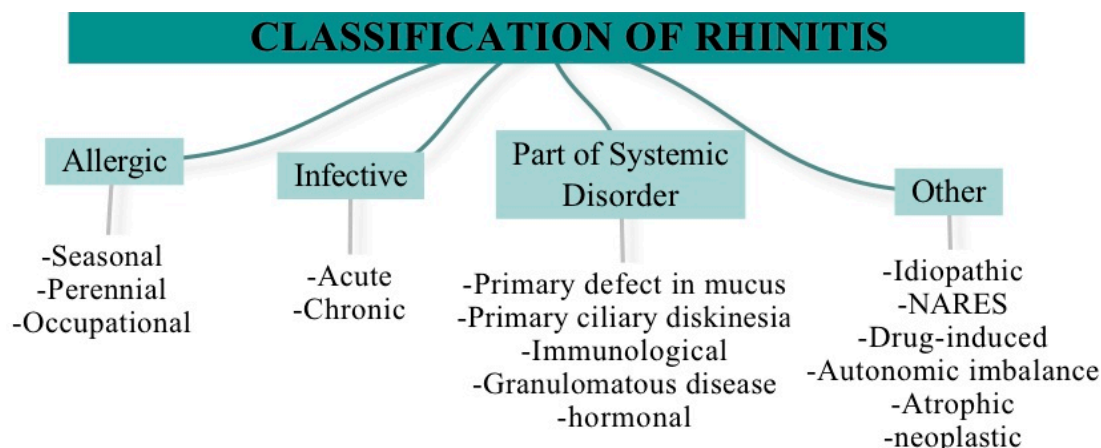 CLASSIFICATION OF RHINITIS
Allergic
-Seasonal
-Perennial
-Occupational
Infective
-Acute
-Chronic
Part of Systemic
Disorder
-Primary defect in mucus
-Primary ciliary diskinesia
-Immunological
-Granulomatous disease
-hormonal
Other
-Idiopathic
-NARES
-Drug-induced
-Autonomic imbalance
-Atrophic
-neoplastic